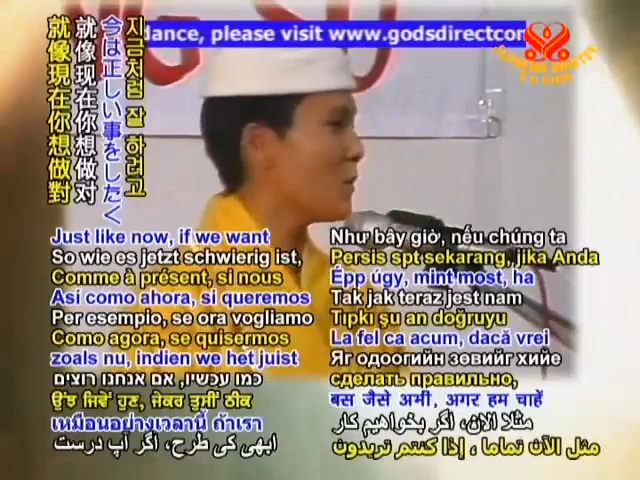 dance, please visit www.godsdirectcon
SUPREME MASTER
TV.COM
就像現在你想做對
就像现在你想做对
今は正しい事をしたく
지금처럼 잘 하려고
Just like now, if we want
So wie es jetzt schwierig ist,
Comme à présent, si nous
Así como ahora, si queremos
Per esempio, se ora vogliamo
Como agora, se quisermos
zoals nu, indien we het juist
כמו עכשיו, אם אנחנו רוצים
ਉਂਝ ਜਿਵੇਂ ਹੁਣ, ਜੇਕਰ ਤੁਸੀਂ ਠੀਕ
เหมือนอย่างเวลานี้ ถ้าเรา
ابھی کی طرح، اگر آپ درست
Như bây giờ, nếu chúng ta
Persis spt sekarang, jika Anda
Épp úgy, mint most, ha
Tak jak teraz jest nam
Tıpkı şu an doğruyu
La fel ca acum, dacă vrei
Яг одоогийн зөвийг хийе
сделать правильно,
बस जैसे अभी, अगर हम चाहें
مثلا الان، اگر بخواهیم کار
مثل الآن تماما ، إذا كنتم تريدون